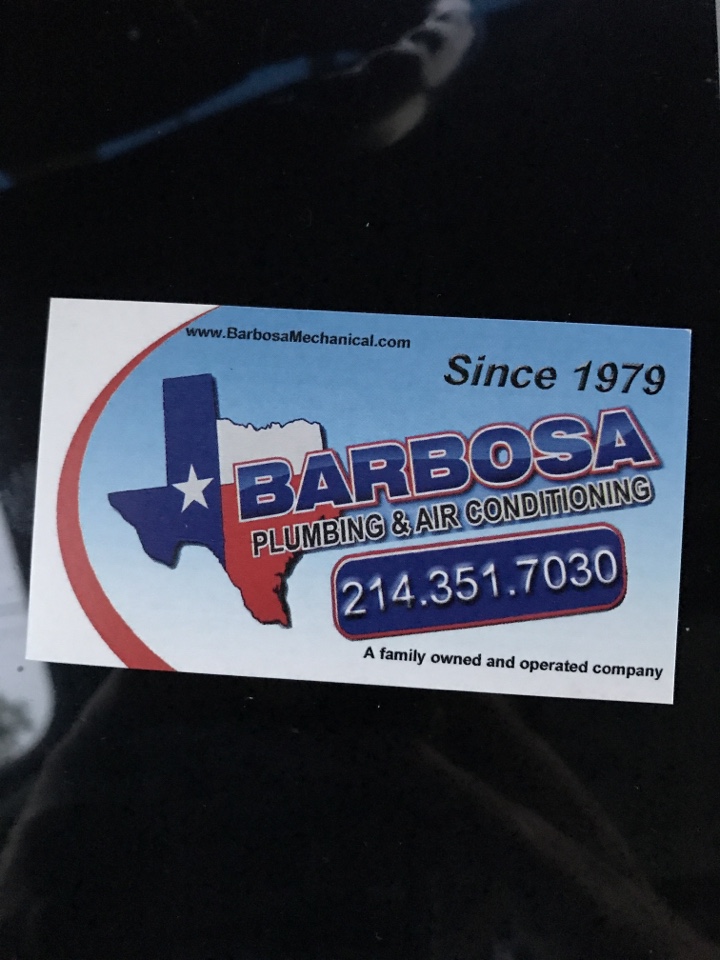 www.BarbosaMechanical.com
Since 1979
BARBOSA
PLUMBING & AIR CONDITIONING
214.351.7030
A family owned and operated company